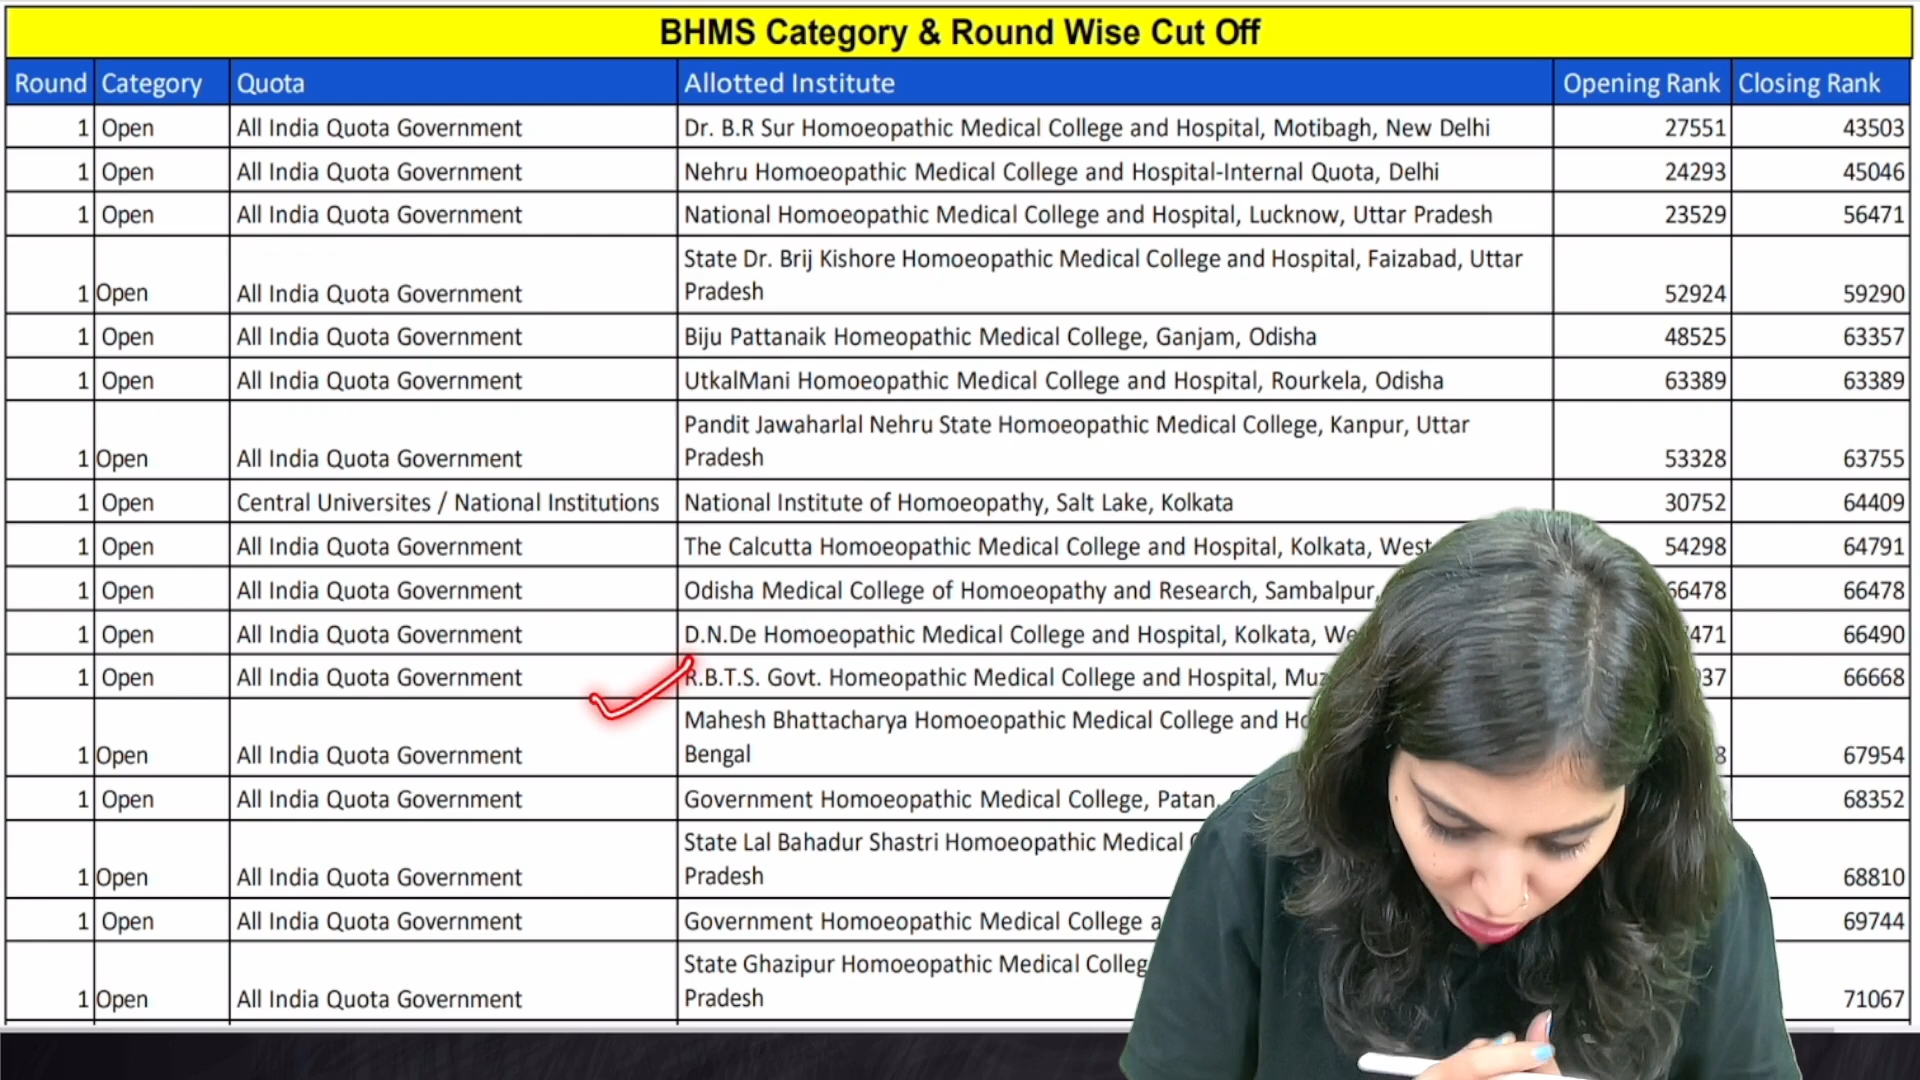 BHMS Category & Round Wise Cut Off
Round Category Quota Allotted Institute Opening Rank Closing Rank
1 Open All India Quota Government Dr. B.R Sur Homoeopathic Medical College and Hospital, Motibagh, New Delhi 27551 43503
1 Open All India Quota Government Nehru Homoeopathic Medical College and Hospital-Internal Quota, Delhi 24293 45046
1 Open All India Quota Government National Homoeopathic Medical College and Hospital, Lucknow, Uttar Pradesh 23529 56471
State Dr. Brij Kishore Homoeopathic Medical College and Hospital, Faizabad, Uttar
1 Open All India Quota Government Pradesh 52924 59290
1 Open All India Quota Government Biju Pattanaik Homeopathic Medical College, Ganjam, Odisha 48525 63357
1 Open All India Quota Government UtkalMani Homoeopathic Medical College and Hospital, Rourkela, Odisha 63389 63389
Pandit Jawaharlal Nehru State Homoeopathic Medical College, Kanpur, Uttar
1 Open All India Quota Government Pradesh 53328 63755
1 Open Central Universites / National Institutions National Institute of Homoeopathy, Salt Lake, Kolkata 30752 64409
1 Open All India Quota Government The Calcutta Homoeopathic Medical College and Hospital, Kolkata, West 54298 64791
1 Open All India Quota Government Odisha Medical College of Homoeopathy and Research, Sambalpur, 66478 66478
1 Open All India Quota Government D.N.De Homoeopathic Medical College and Hospital, Kolkata, 66490
1 Open All India Quota Government R.B.T.S. Govt. Homeopathic Medical College and Hospital, 66668
Mahesh Bhattacharya Homoeopathic Medical College and
1 Open All India Quota Government Bengal 67954
1 Open All India Quota Government Government Homoeopathic Medical College, Patan, 68352
State Lal Bahadur Shastri Homoeopathic Medical
1 Open All India Quota Government Pradesh 68810
1 Open All India Quota Government Government Homoeopathic Medical College 69744
State Ghazipur Homoeopathic Medical
1 Open All India Quota Government Pradesh 71067